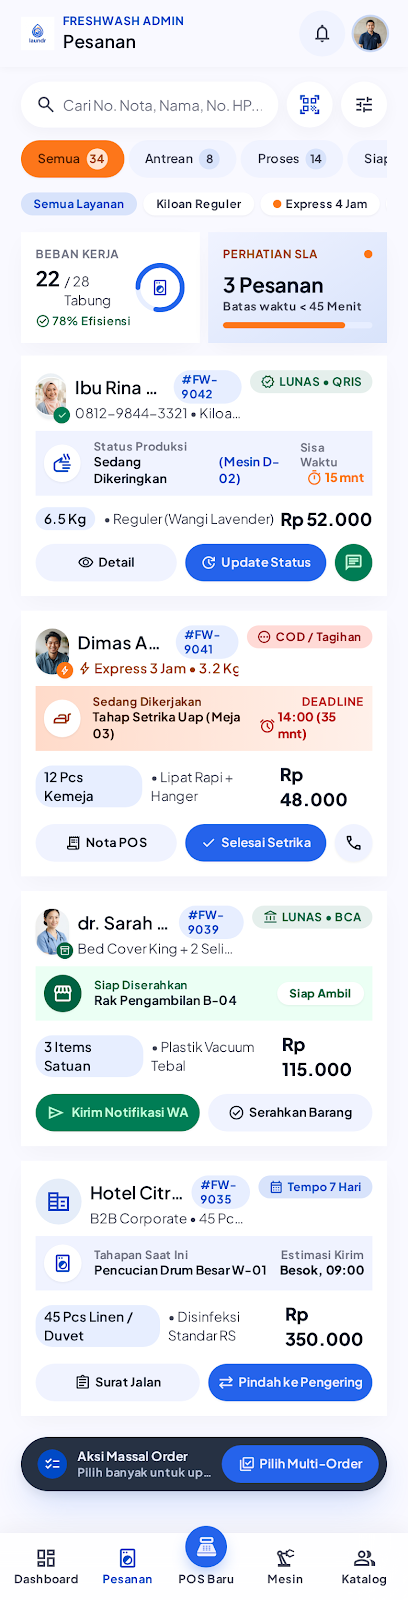 laundr
FRESHWASH ADMIN
Pesanan
Cari No. Nota, Nama, No. HP...
Semua 34 Antrean 8 Proses 14 Siap
Semua Layanan Kiloan Reguler Express 4 Jam
BEBAN KERJA
22 / 28
Tabung
78% Efisiensi
PERHATIAN SLA
3 Pesanan
Batas waktu < 45 Menit
Ibu Rina ... #FW-
9042
LUNAS • QRIS
0812-9844-3321 • Kiloa...
Status Produksi
Sedang
Dikeringkan
(Mesin D-
02)
Sisa
Waktu
15 mnt
6.5 Kg • Reguler (Wangi Lavender) Rp 52.000
Detail Update Status
Dimas A... #FW-
9041
COD / Tagihan
Express 3 Jam • 3.2 Kg
Sedang Dikerjakan
Tahap Setrika Uap (Meja
03)
DEADLINE
14:00 (35
mnt)
12 Pcs
Kemeja
• Lipat Rapi +
Hanger
Rp
48.000
Nota POS Selesai Setrika
dr. Sarah ... #FW-
9039
LUNAS • BCA
Bed Cover King + 2 Seli...
Siap Diserahkan
Rak Pengambilan B-04
Siap Ambil
3 Items
Satuan
• Plastik Vacuum
Tebal
Rp
115.000
Kirim Notifikasi WA Serahkan Barang
Hotel Citr... #FW-
9035
Tempo 7 Hari
B2B Corporate • 45 Pc...
Tahapan Saat Ini
Pencucian Drum Besar W-01
Estimasi Kirim
Besok, 09:00
45 Pcs Linen /
Duvet
• Disinfeksi
Standar RS
Rp
350.000
Surat Jalan Pindah ke Pengering
Aksi Massal Order
Pilih banyak untuk up...
Pilih Multi-Order
Dashboard Pesanan POS Baru Mesin Katalog